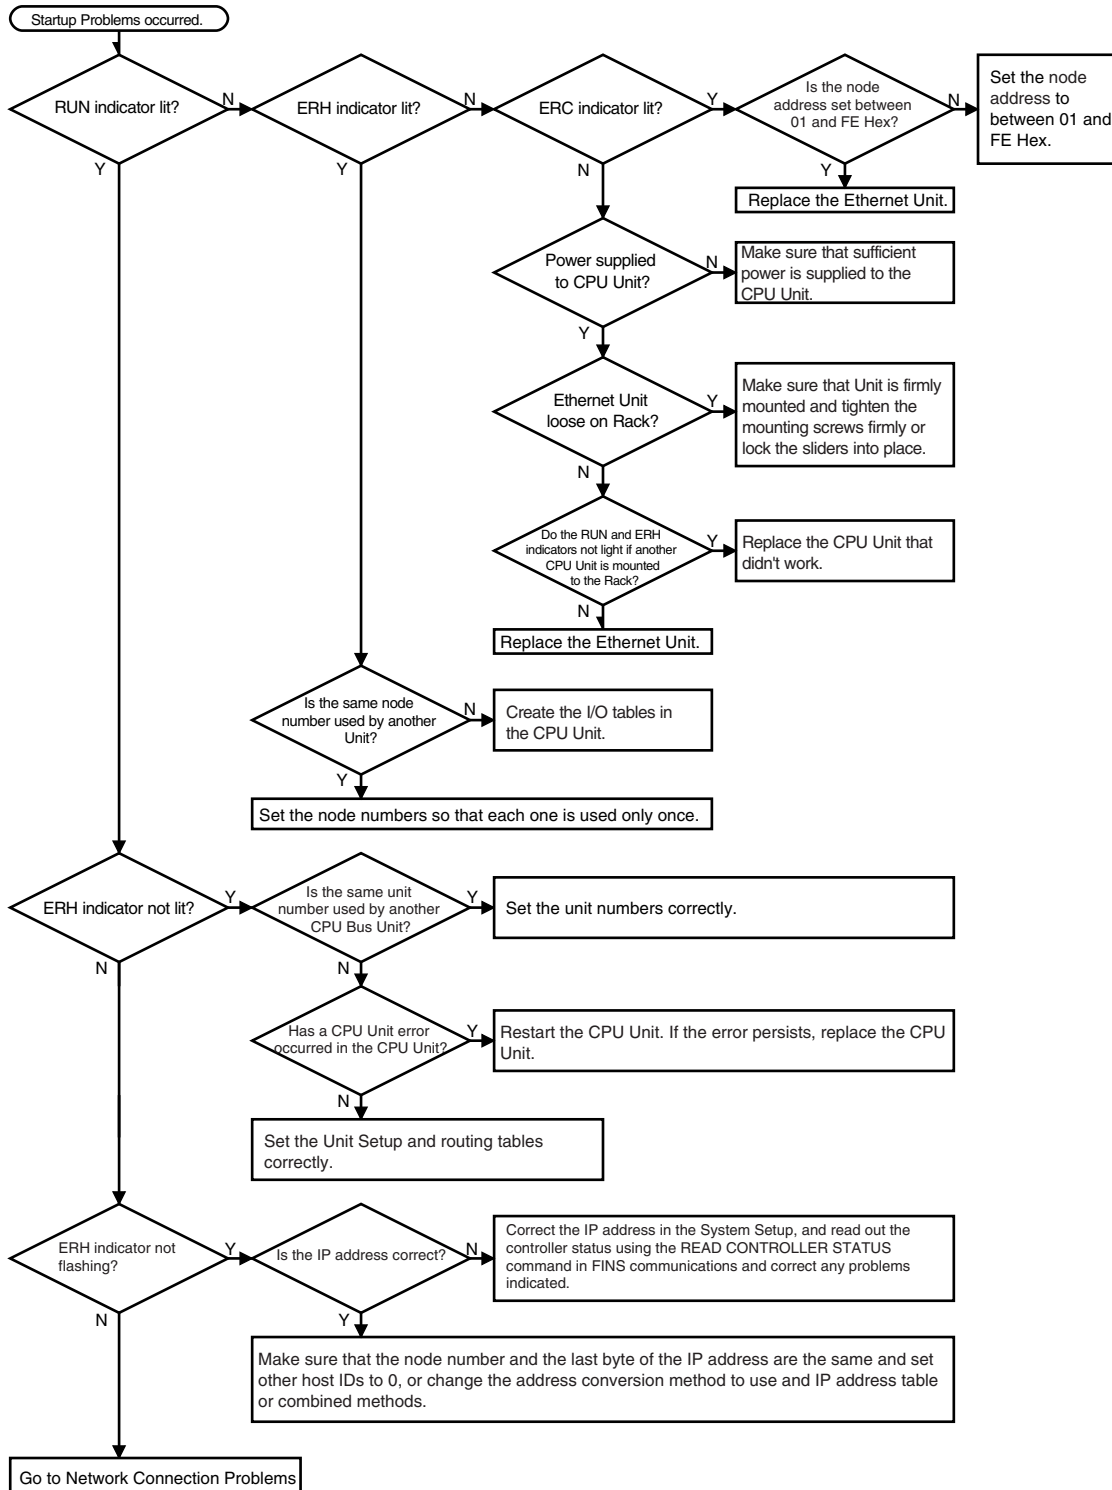 Startup Problems occurred.
RUN indicator lit?
N
Y
ERH indicator lit?
N
Y
ERC indicator lit?
Y
N
Is the node
address set between
01 and FE Hex?
N
Y
Set the node
address to
between 01 and
FE Hex.
Replace the Ethernet Unit.
Power supplied
to CPU Unit?
N
Y
Make sure that sufficient
power is supplied to the
CPU Unit.
Ethernet Unit
loose on Rack?
Y
N
Make sure that Unit is firmly
mounted and tighten the
mounting screws firmly or
lock the sliders into place.
Do the RUN and ERH
indicators not light if another
CPU Unit is mounted
to the Rack?
Y
N
Replace the CPU Unit that
didn't work.
Replace the Ethernet Unit.
Is the same node
number used by another
Unit?
N
Y
Create the I/O tables in
the CPU Unit.
Set the node numbers so that each one is used only once.
ERH indicator not lit?
Y
N
Is the same unit
number used by another
CPU Bus Unit?
Y
N
Set the unit numbers correctly.
Has a CPU Unit error
occurred in the CPU Unit?
Y
N
Restart the CPU Unit. If the error persists, replace the CPU
Unit.
Set the Unit Setup and routing tables
correctly.
ERH indicator not
flashing?
Y
N
Is the IP address correct?
N
Y
Correct the IP address in the System Setup, and read out the
controller status using the READ CONTROLLER STATUS
command in FINS communications and correct any problems
indicated.
Make sure that the node number and the last byte of the IP address are the same and set
other host IDs to 0, or change the address conversion method to use and IP address table
or combined methods.
Go to Network Connection Problems